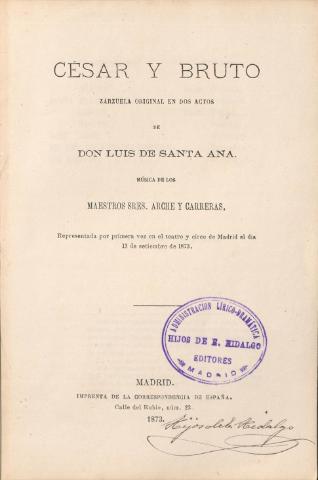 CÉSAR Y BRUTO
ZARZUELA ORIGINAL EN DOS ACTOS
DE
DON LUIS DE SANTA ANA.
MÚSICA DE LOS
MAESTROS SRES. ARCHE Y CARRERAS,
Representada por primera vez en el teatro y circo de Madrid el dia
12 de setiembre de 1873.
ADMINISTRACION LÍRICO-DRAMÁTICA
HIJOS DE E. HIDALGO
EDITORES
MADRID
MADRID.
IMPRENTA DE LA CORRESPONDENCIA DE ESPAÑA.
Calle del Rubio, núm. 22.
1873.
Hijos de E. Hidalgo